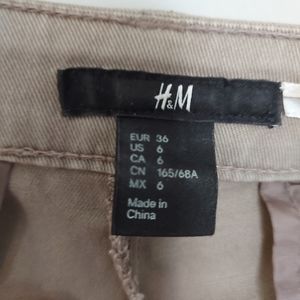 H&M
EUR 36
US 6
CA 6
CN 165/68A
MX 6
Made in
China